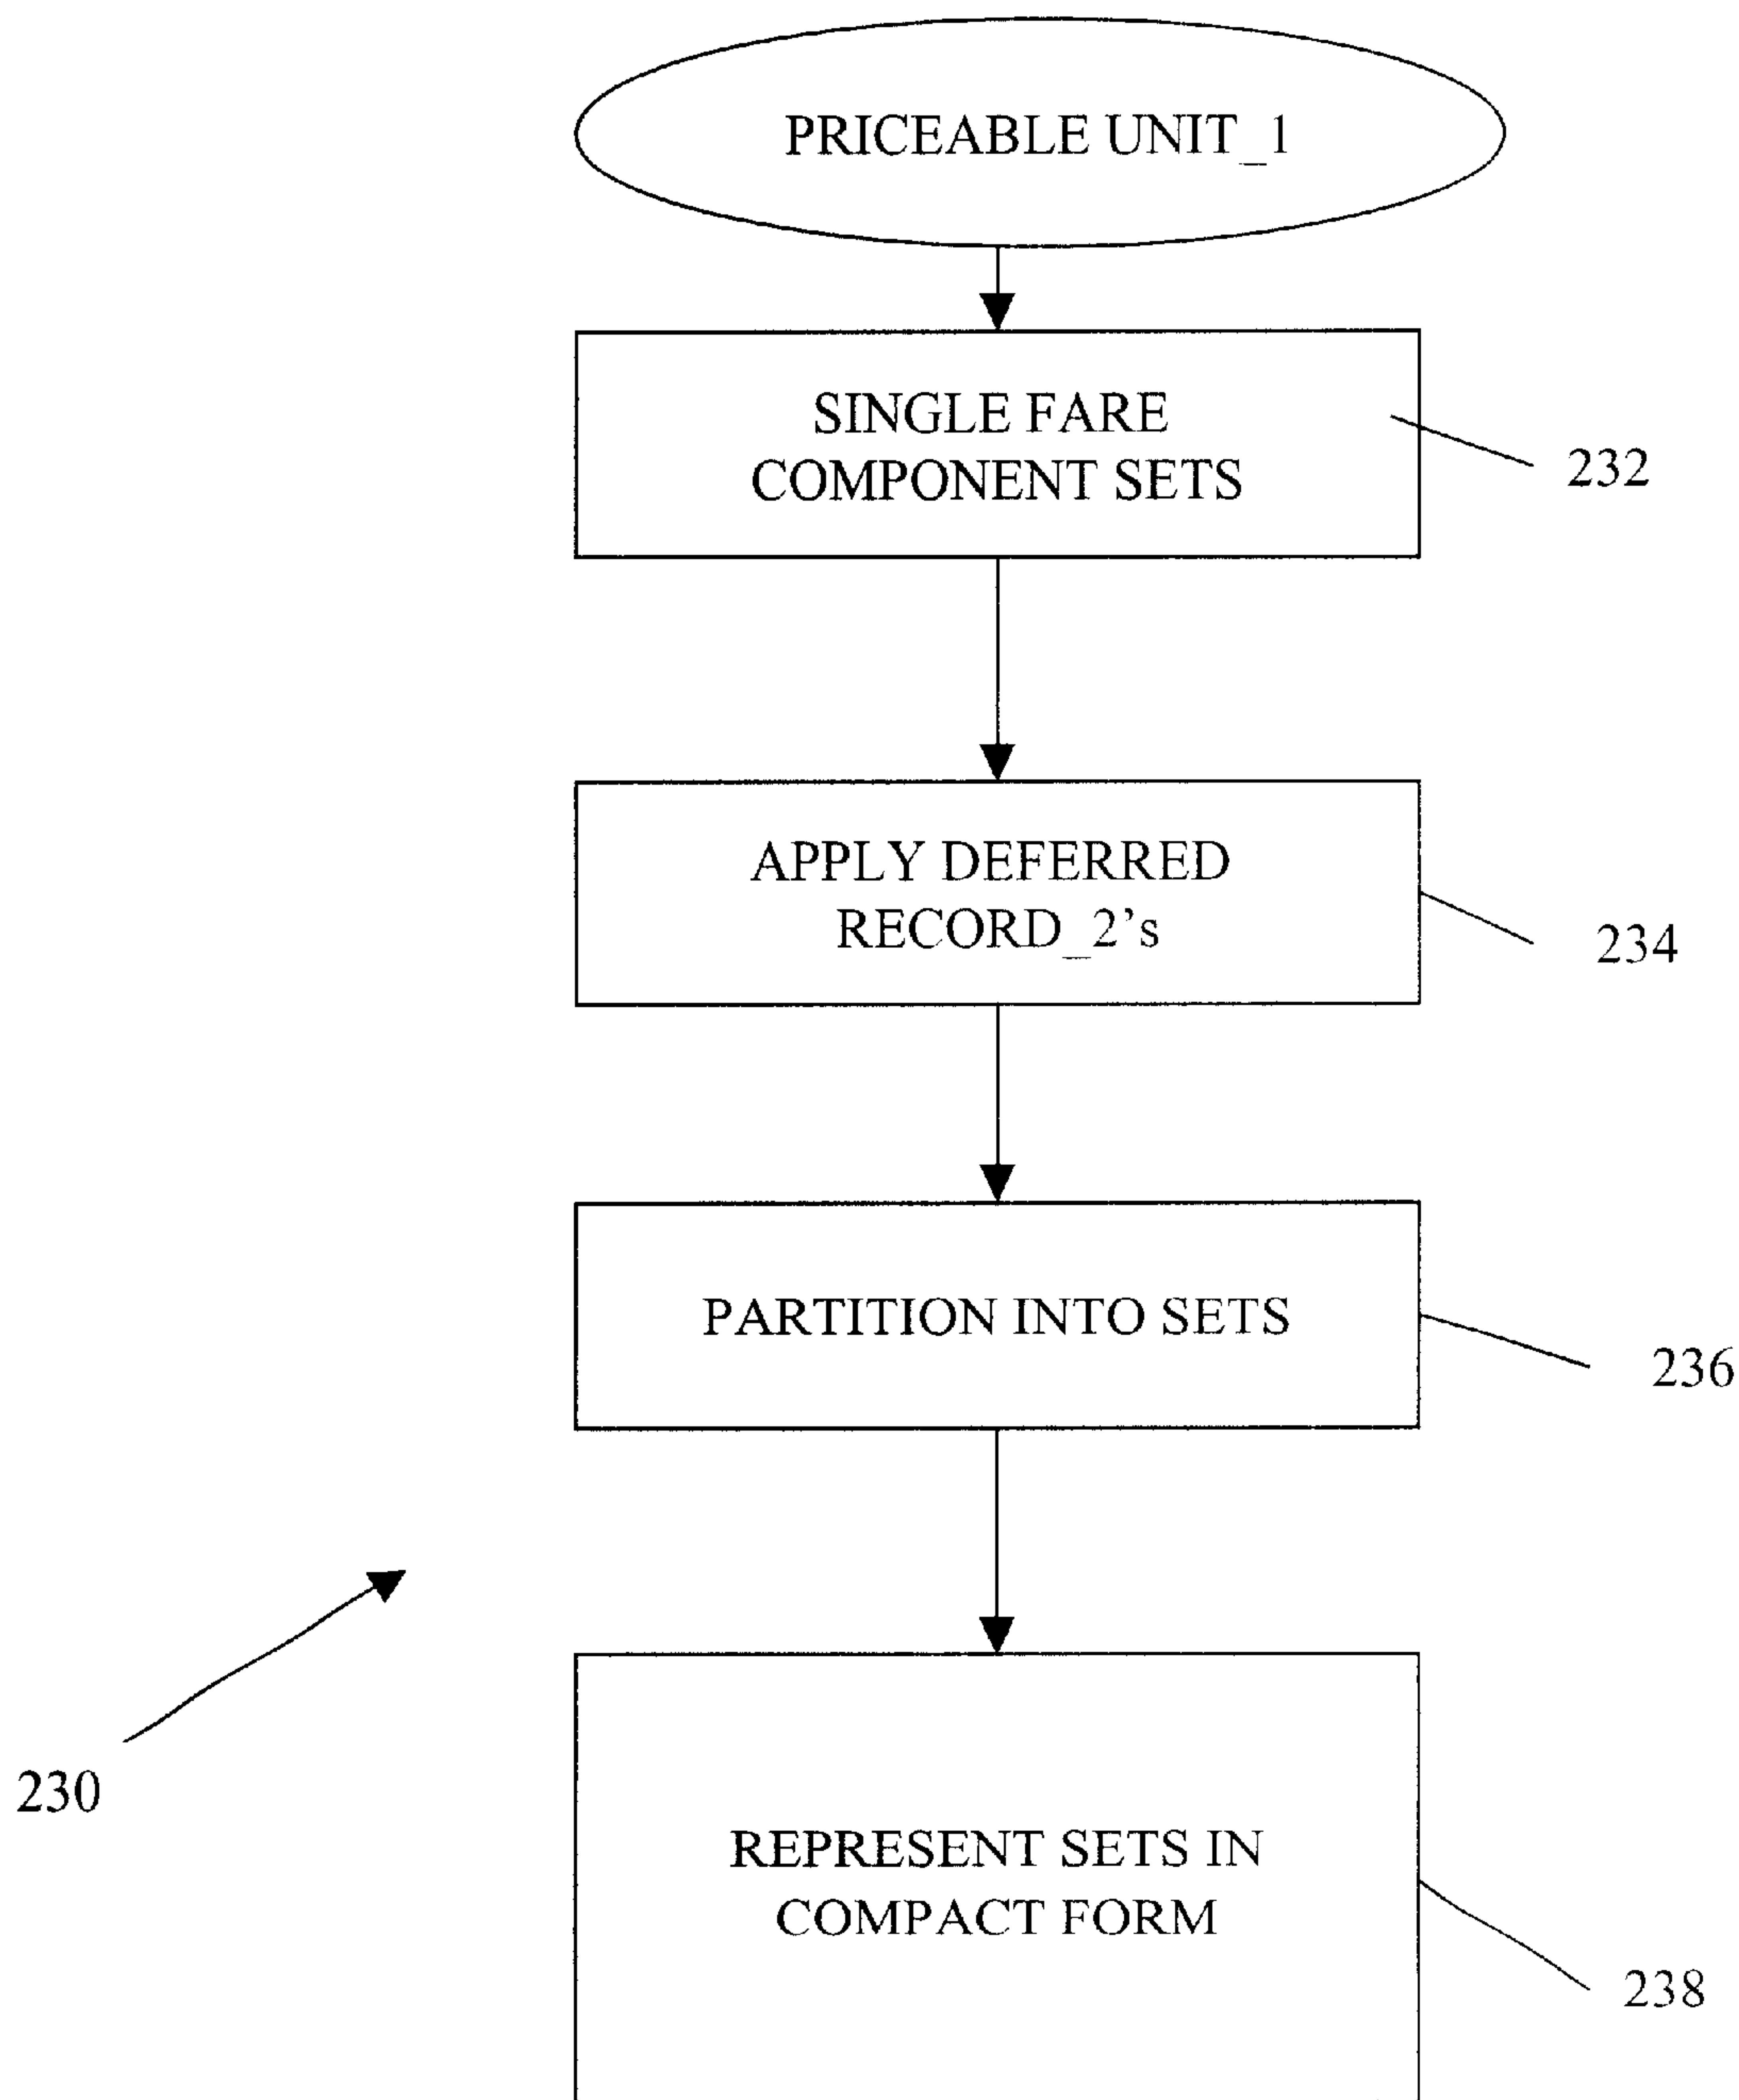 PRICEABLE UNIT_1
SINGLE FARE
COMPONENT SETS
232
APPLY DEFERRED
RECORD_2’s
234
PARTITION INTO SETS
236
230
REPRESENT SETS IN
COMPACT FORM
238